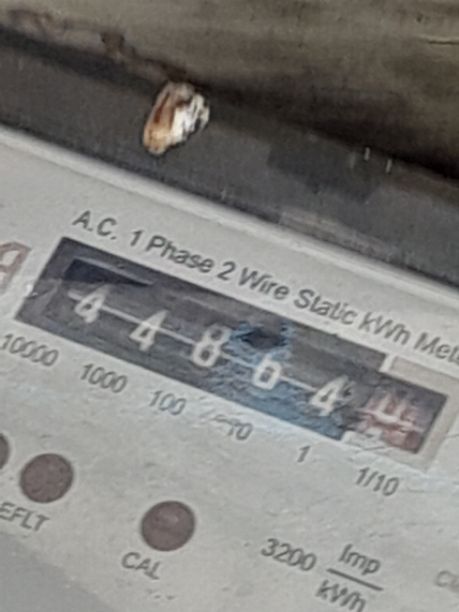 A.C. 1 Phase 2 Wire Static kWh
4 4 8 6 4
10000 1000 100 10 1 1/10
EFLT CAL 3200 Imp
kWh